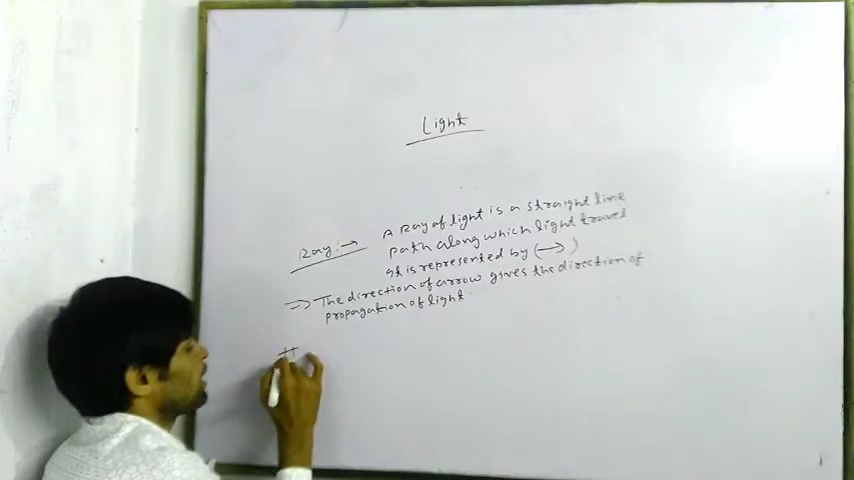 Light
Ray :→ A Ray of light is a straight line
path along which light travel
It is represented by (→)
⇒ The direction of arrow gives the direction of
propagation of light.
#